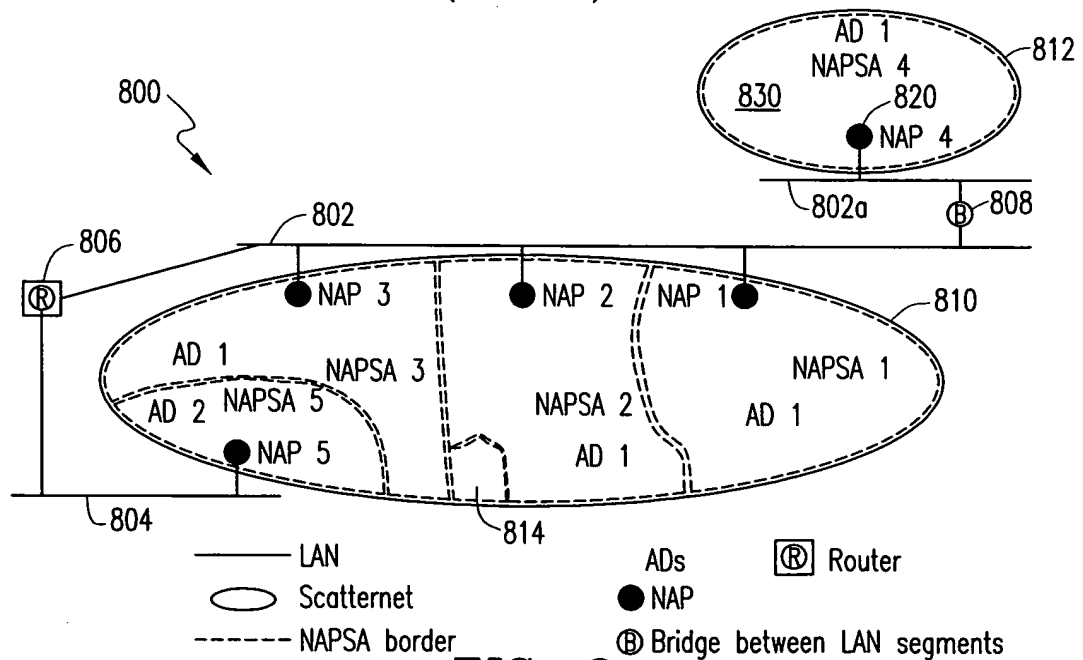 AD 1
812
NAPSA 4
800
830
820
NAP 4
802a
B
808
802
806
R
NAP 3
NAP 2
NAP 1
810
AD 1
NAPSA 3
NAPSA 1
AD 2
NAPSA 5
NAPSA 2
AD 1
NAP 5
AD 1
804
814
LAN
ADs
R Router
Scatternet
NAP
NAPSA border
B Bridge between LAN segments